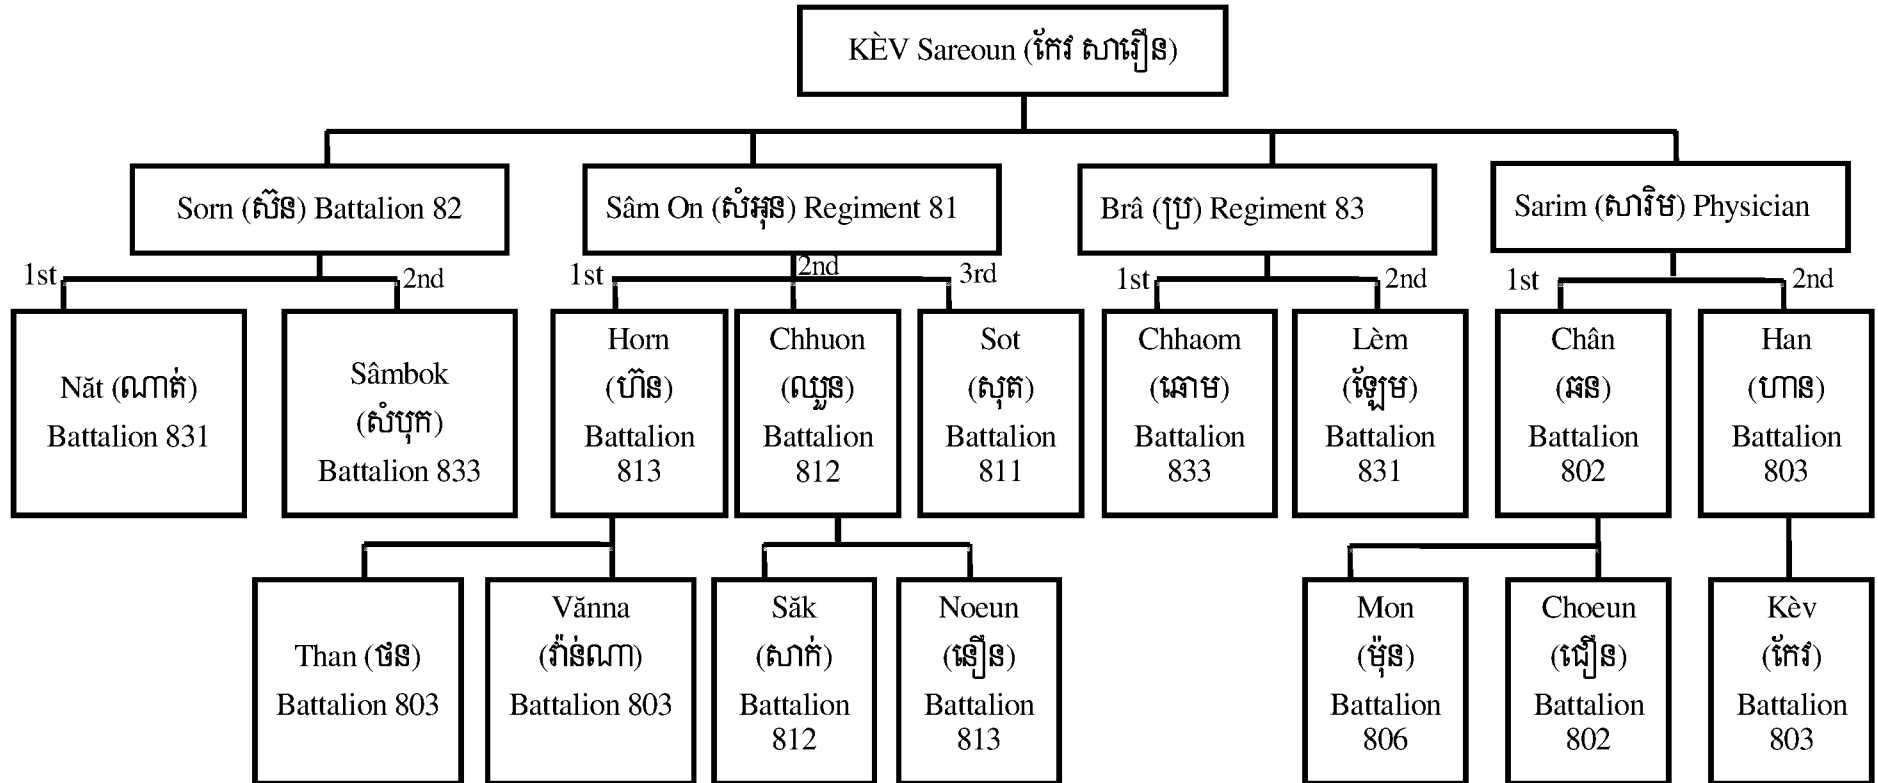 KÈV Sareoun (កែវ សារឿន)
Sorn (ស៊ន) Battalion 82
Sâm On (សំអុន) Regiment 81
Brâ (ប្រ) Regiment 83
Sarim (សារិម) Physician
1st
2nd
1st
2nd
3rd
1st
2nd
1st
2nd
Năt (ណាត់)
Battalion 831
Sâmbok
(សំបុក)
Battalion 833
Horn
(ហ៊ន)
Battalion
813
Chhuon
(ឈួន)
Battalion
812
Sot
(សុត)
Battalion
811
Chhaom
(ឆោម)
Battalion
833
Lèm
(ឡែម)
Battalion
831
Chân
(ឆន)
Battalion
802
Han
(ហាន)
Battalion
803
Than (ថន)
Battalion 803
Vănna
(វ៉ាន់ណា)
Battalion 803
Săk
(សាក់)
Battalion
812
Noeun
(នឿន)
Battalion
813
Mon
(ម៉ុន)
Battalion
806
Choeun
(ជឿន)
Battalion
802
Kèv
(កែវ)
Battalion
803